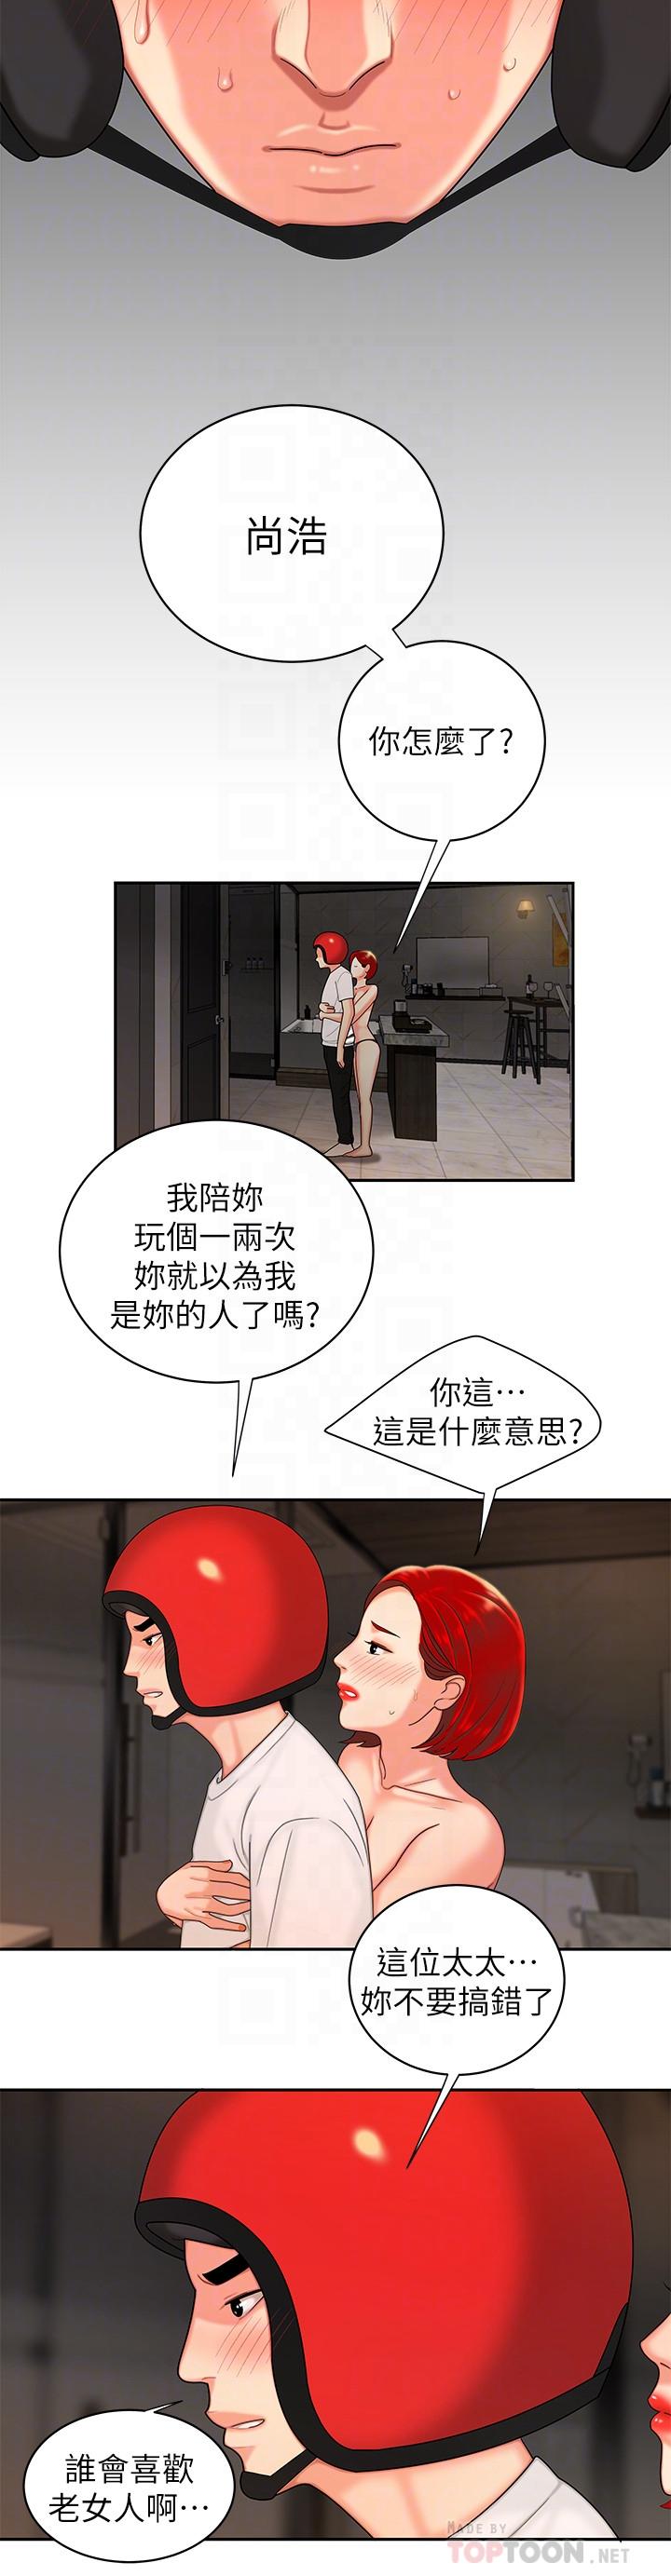 尚浩
你怎麼了?
我陪妳
玩個一兩次
妳就以為我
是妳的人了嗎?
你這⋯
這是什麼意思?
這位太太⋯
妳不要搞錯了
誰會喜歡
老女人啊⋯
MADE BY
TOPTOON.NET